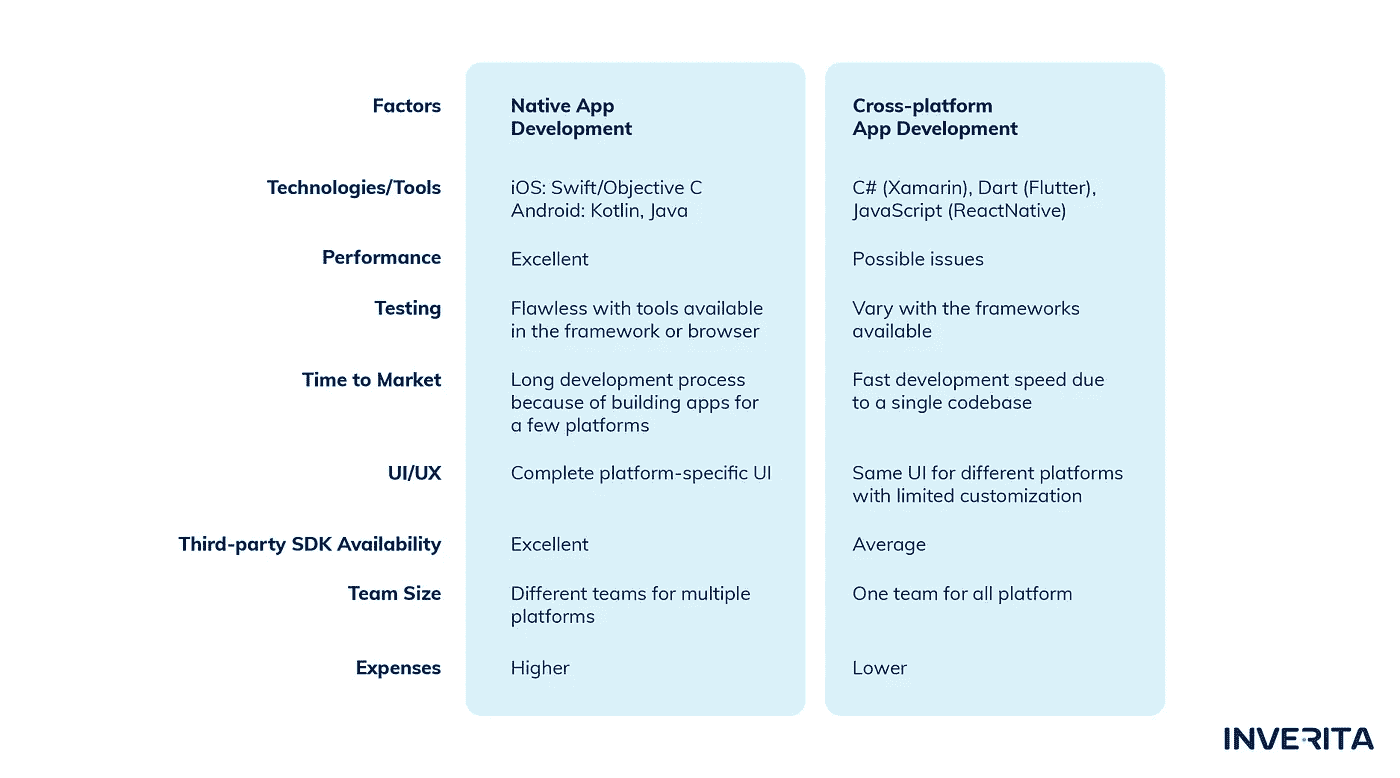 Factors
Native App
Development
Cross-platform
App Development
Technologies/Tools
iOS: Swift/Objective C
Android: Kotlin, Java
C# (Xamarin), Dart (Flutter),
JavaScript (ReactNative)
Performance
Excellent
Possible issues
Testing
Flawless with tools available
in the framework or browser
Vary with the frameworks
available
Time to Market
Long development process
because of building apps for
a few platforms
Fast development speed due
to a single codebase
UI/UX
Complete platform-specific UI
Same UI for different platforms
with limited customization
Third-party SDK Availability
Excellent
Average
Team Size
Different teams for multiple
platforms
One team for all platform
Expenses
Higher
Lower
INVERITA